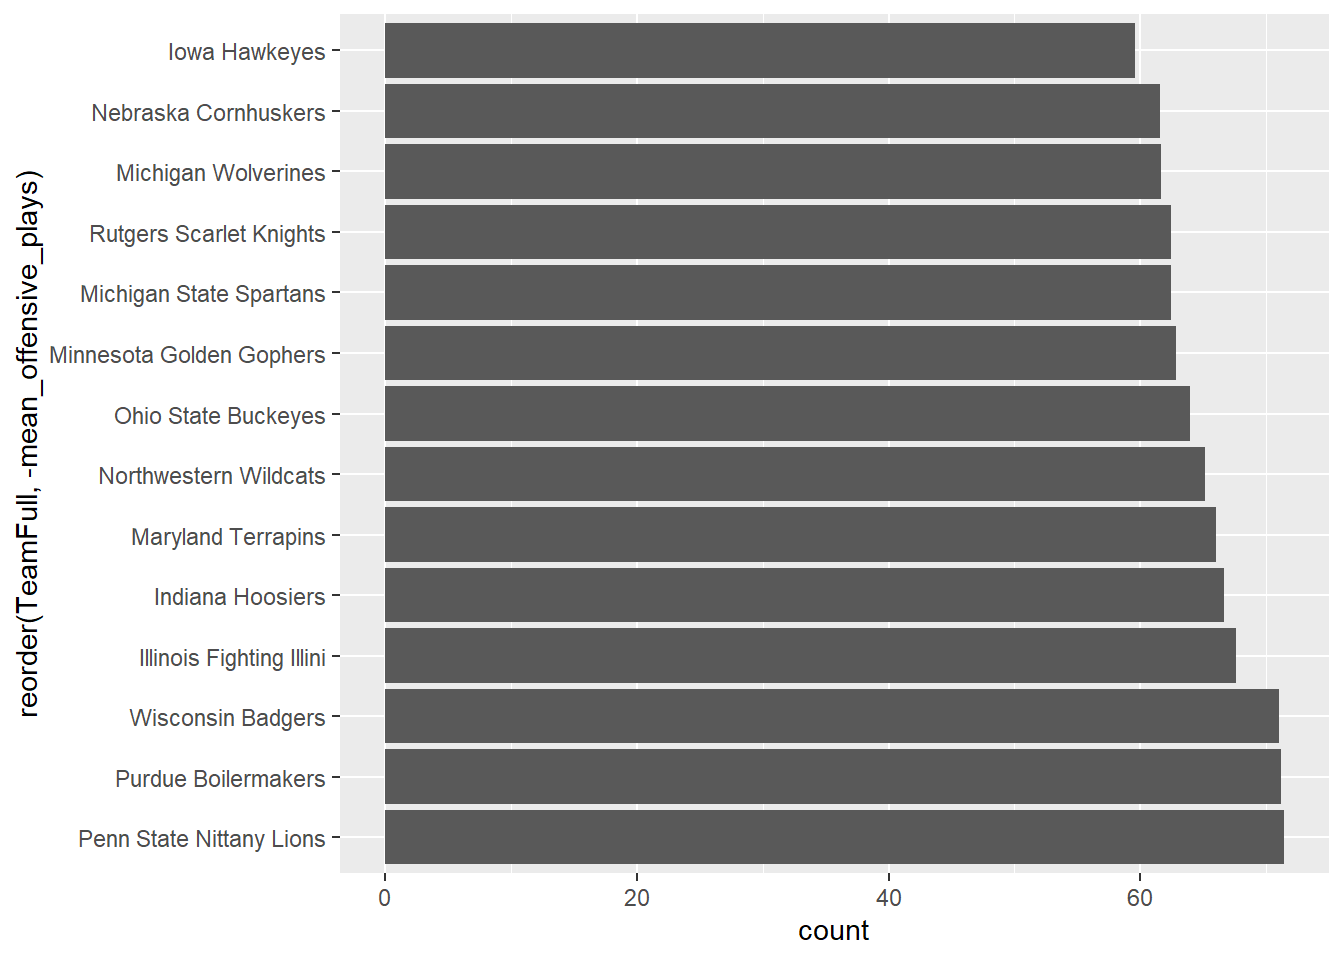 reorder(TeamFull, -mean_offensive_plays)
Iowa Hawkeyes
Nebraska Cornhuskers
Michigan Wolverines
Rutgers Scarlet Knights
Michigan State Spartans
Minnesota Golden Gophers
Ohio State Buckeyes
Northwestern Wildcats
Maryland Terrapins
Indiana Hoosiers
Illinois Fighting Illini
Wisconsin Badgers
Purdue Boilermakers
Penn State Nittany Lions
0 20 40 60
count